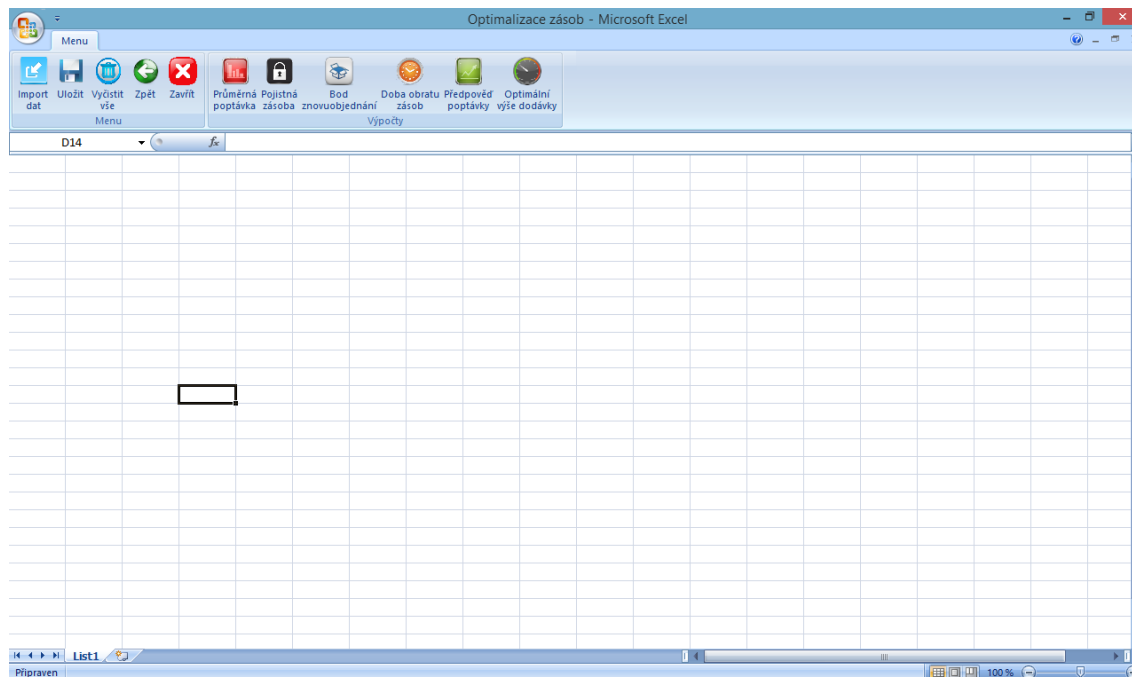 Optimalizace zásob - Microsoft Excel
Menu
Import dat
Uložit
Vyčistit vše
Zpět
Zavřít
Průměrná poptávka
Pojistná zásoba
Bod znovuobjednání
Doba obratu zásob
Předpověď poptávky
Optimální výše dodávky
Menu
Výpočty
D14
fx
List1
Připraven
100 %